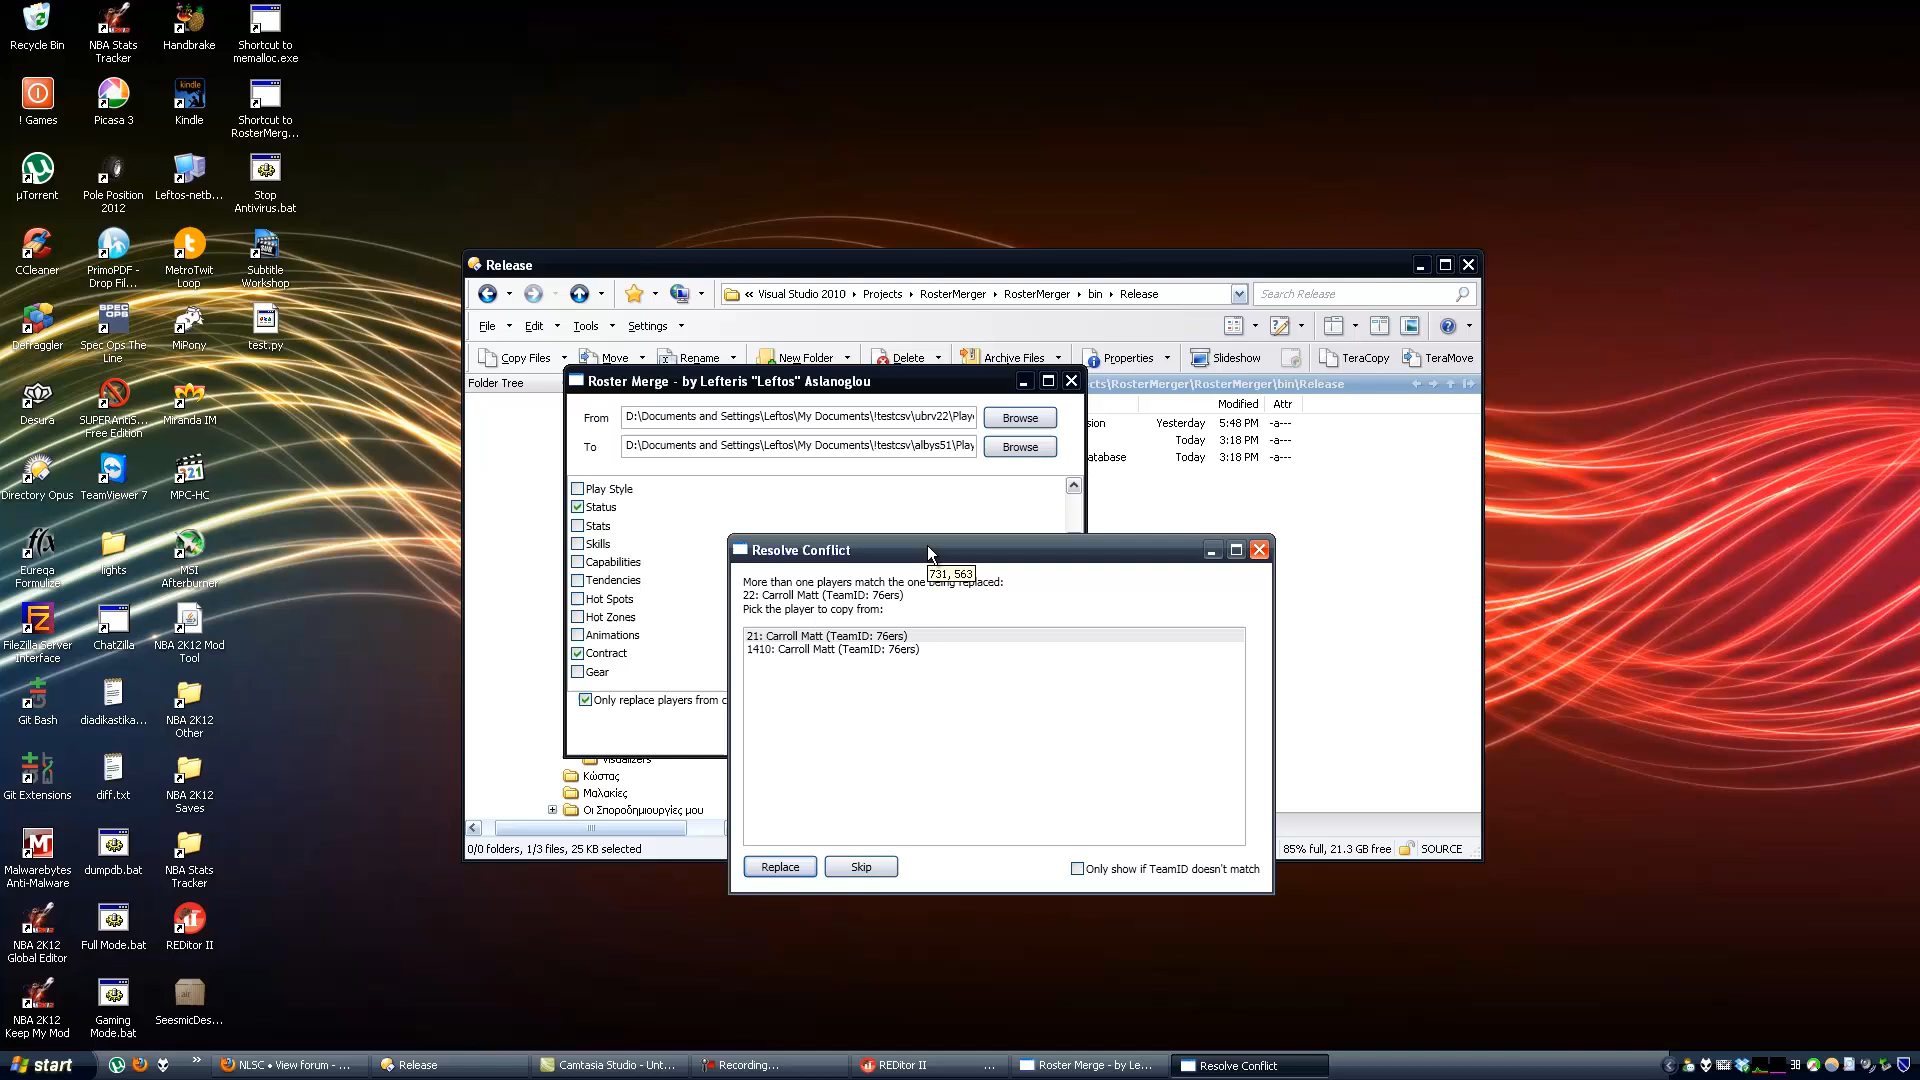 Recycle Bin
NBA Stats
Tracker
Handbrake
Shortcut to
memalloc.exe
! Games
Picasa 3
Kindle
Shortcut to
RosterMerg...
µTorrent
Pole Position
2012
Leftos-netb...
Stop
Antivirus.bat
CCleaner
PrimoPDF -
Drop Fil...
MetroTwit
Loop
Subtitle
Workshop
Defraggler
Spec Ops The
Line
MiPony
test.py
Desura
SUPERAntiS...
Free Edition
Miranda IM
Directory Opus
TeamViewer 7
MPC-HC
Eureqa
Formulize
lights
MSI
Afterburner
FileZilla Server
Interface
ChatZilla
NBA 2K12 Mod
Tool
Git Bash
diadikastika...
NBA 2K12
Other
Git Extensions
diff.txt
NBA 2K12
Saves
Malwarebytes
Anti-Malware
dumpdb.bat
NBA Stats
Tracker
NBA 2K12
Global Editor
Full Mode.bat
REDitor II
NBA 2K12
Keep My Mod
Gaming
Mode.bat
SeesmicDes...
Release
« Visual Studio 2010 Projects RosterMerger RosterMerger bin Release
Search Release
File Edit Tools Settings
Copy Files Move Rename New Folder Delete Archive Files Properties Slideshow TeraCopy TeraMove
Folder Tree
cts\RosterMerger\RosterMerger\bin\Release
Modified Attr
sion Yesterday 5:48 PM -a---
Today 3:18 PM -a---
atabase Today 3:18 PM -a---
Roster Merge - by Lefteris "Leftos" Aslanoglou
From D:\Documents and Settings\Leftos\My Documents\!testcsv\ubrv22\Play Browse
To D:\Documents and Settings\Leftos\My Documents\!testcsv\albys51\Play Browse
Play Style
Status
Stats
Skills
Capabilities
Tendencies
Hot Spots
Hot Zones
Animations
Contract
Gear
Only replace players from c
Visualizers
Κώστας
Μαλακίες
Οι Σποροδημιουργίες μου
0/0 folders, 1/3 files, 25 KB selected
85% full, 21.3 GB free SOURCE
Resolve Conflict
731, 563
More than one players match the one being replaced:
22: Carroll Matt (TeamID: 76ers)
Pick the player to copy from:
21: Carroll Matt (TeamID: 76ers)
1410: Carroll Matt (TeamID: 76ers)
Replace Skip
Only show if TeamID doesn't match
start
NLSC • View forum - ...
Release
Camtasia Studio - Unt...
Recording...
REDitor II ...
Roster Merge - by Le...
Resolve Conflict
38